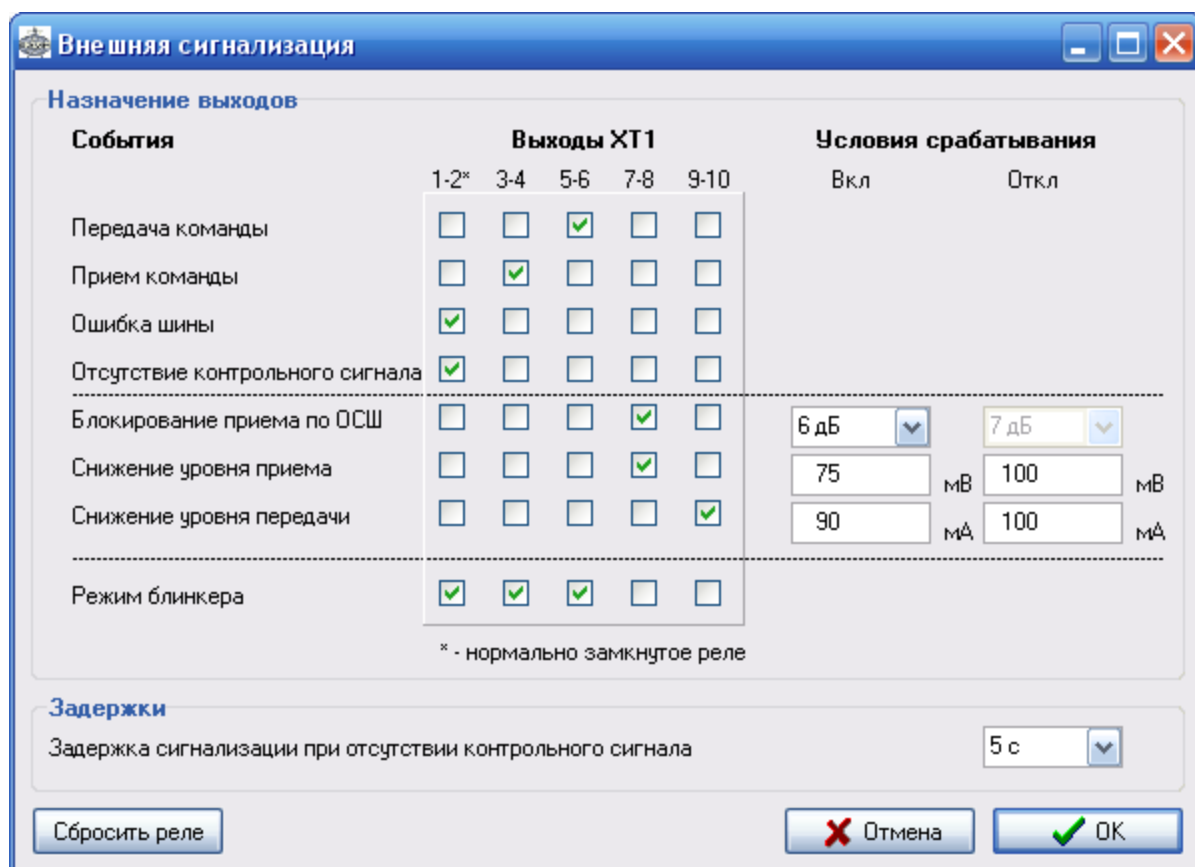 Внешняя сигнализация
Назначение выходов
События Выходы XT1 Условия срабатывания
1-2* 3-4 5-6 7-8 9-10 Вкл Откл
Передача команды
Прием команды
Ошибка шины
Отсутствие контрольного сигнала
Блокирование приема по ОСШ 6 дБ 7 дБ
Снижение уровня приема 75 мВ 100 мВ
Снижение уровня передачи 90 мА 100 мА
Режим блинкера
* - нормально замкнутое реле
Задержки
Задержка сигнализации при отсутствии контрольного сигнала 5 с
Сбросить реле Отмена OK